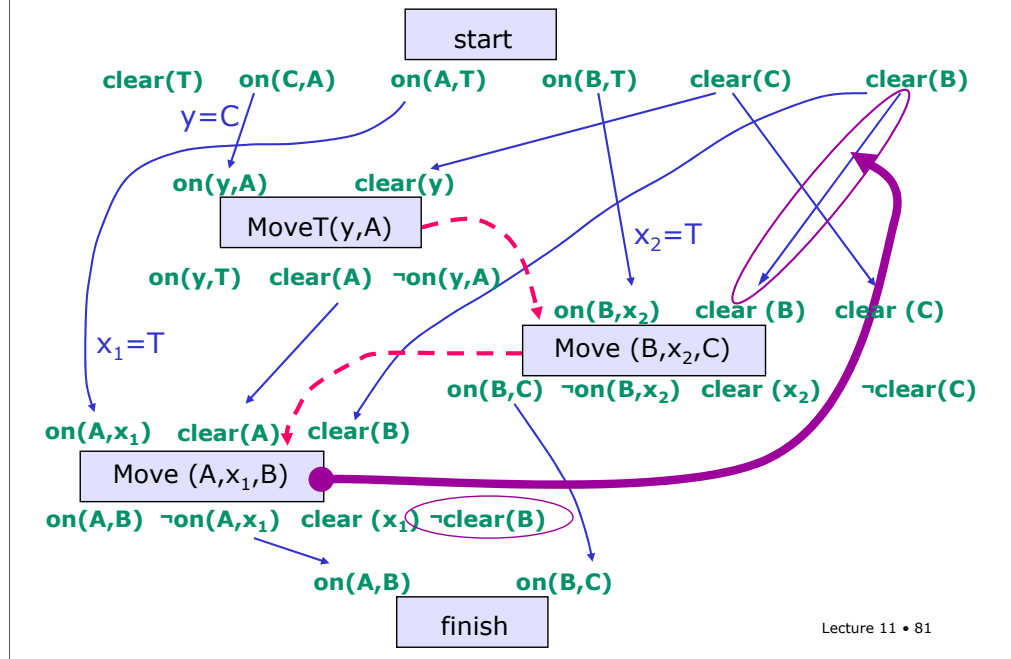 start
clear(T) on(C,A) on(A,T) on(B,T) clear(C) clear(B)
y=C
on(y,A) clear(y)
MoveT(y,A)
x₂=T
on(y,T) clear(A) ¬on(y,A)
on(B,x₂) clear (B) clear (C)
x₁=T
Move (B,x₂,C)
on(B,C) ¬on(B,x₂) clear (x₂) ¬clear(C)
on(A,x₁) clear(A) clear(B)
Move (A,x₁,B)
on(A,B) ¬on(A,x₁) clear (x₁) ¬clear(B)
on(A,B) on(B,C)
finish
Lecture 11 • 81